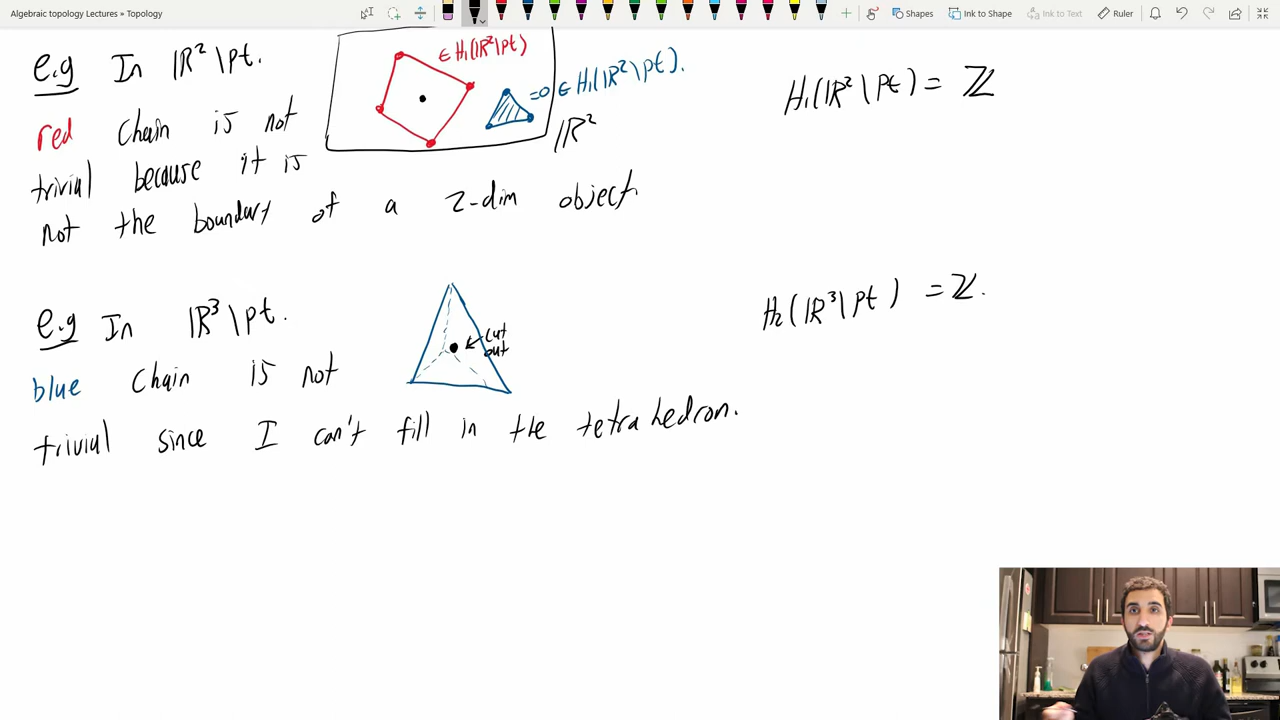 Algebraic topology Lectures » Topology
Shapes
Ink to Shape
Ink to Text
Ruler
e.g In ℝ² \ pt.
∈ H₁(ℝ² \ pt)
= 0 ∈ H₁(ℝ² \ pt).
ℝ²
H₁(ℝ² \ pt) = ℤ
red chain is not
trivial because it is
not the boundary of a 2-dim object.
e.g In ℝ³ \ pt.
cut
out
H₂(ℝ³ \ pt) = ℤ.
blue chain is not
trivial since I can't fill in the tetrahedron.